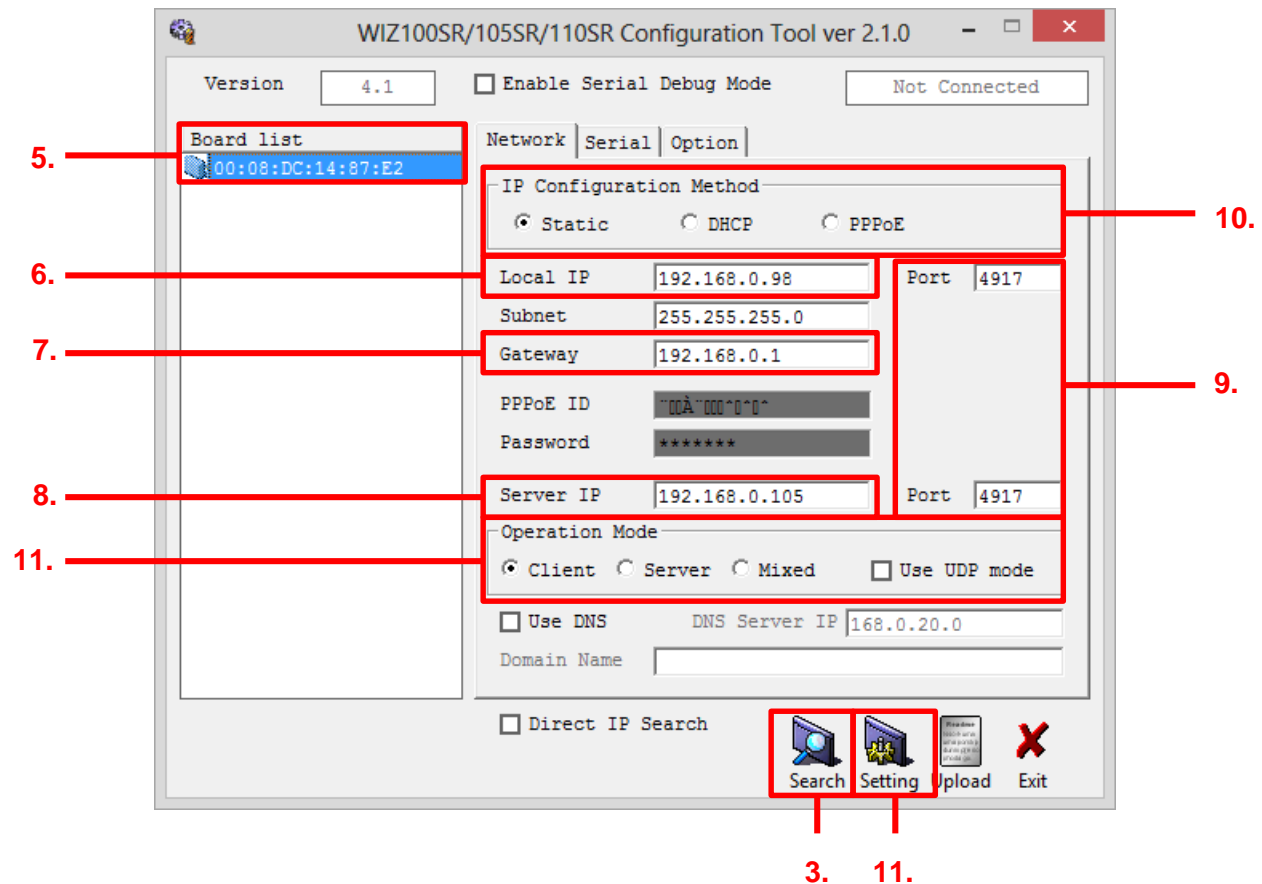 WIZ100SR/105SR/110SR Configuration Tool ver 2.1.0
Version 4.1 Enable Serial Debug Mode Not Connected
Board list
00:08:DC:14:87:E2
5.
Network Serial Option
IP Configuration Method
Static DHCP PPPoE
10.
6.
Local IP 192.168.0.98 Port 4917
Subnet 255.255.255.0
7.
Gateway 192.168.0.1
9.
PPPoE ID
Password *******
8.
Server IP 192.168.0.105 Port 4917
Operation Mode
11.
Client Server Mixed Use UDP mode
Use DNS DNS Server IP 168.0.20.0
Domain Name
Direct IP Search
Search Setting Upload Exit
3. 11.